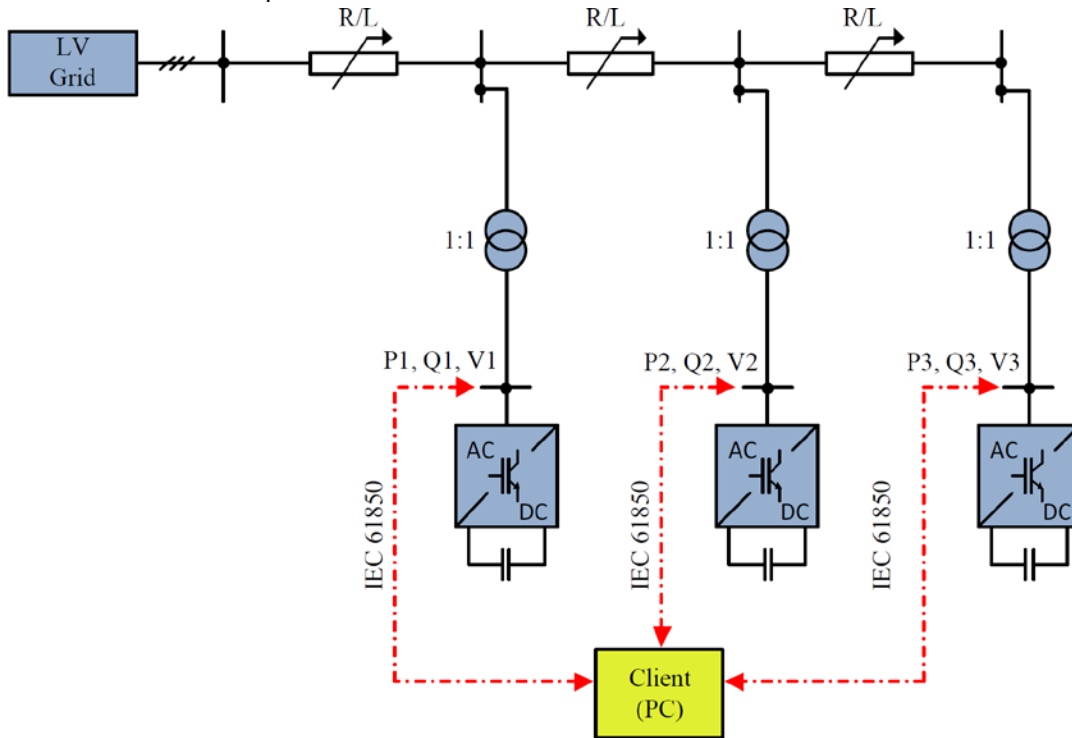 LV
Grid
R/L
R/L
R/L
1:1
1:1
1:1
P1, Q1, V1
P2, Q2, V2
P3, Q3, V3
AC
DC
AC
DC
AC
DC
IEC 61850
IEC 61850
IEC 61850
Client
(PC)